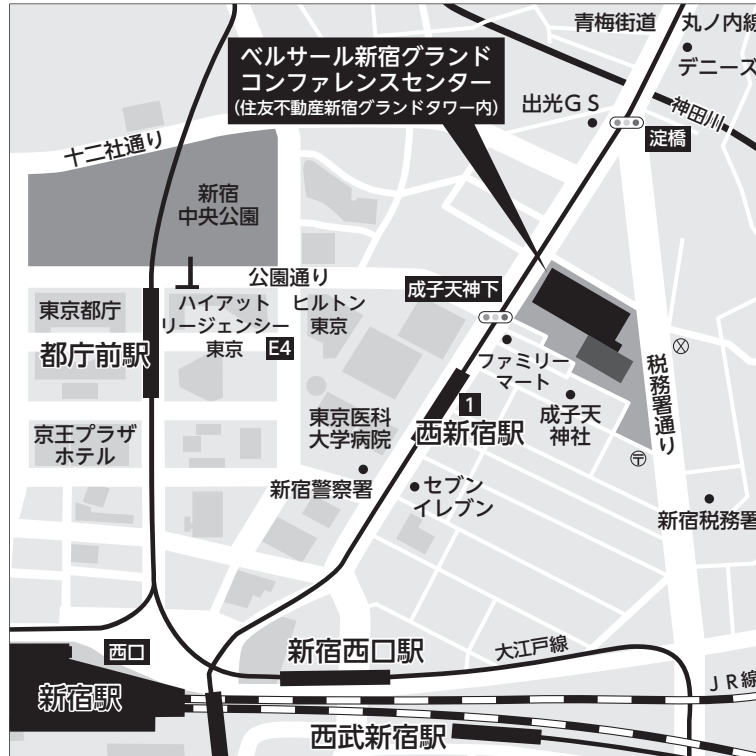 青梅街道
丸ノ内線
デニーズ
ベルサール新宿グランド
コンファレンスセンター
(住友不動産新宿グランドタワー内)
出光GS
神田川
淀橋
十二社通り
新宿
中央公園
公園通り
成子天神下
東京都庁
ハイアット
リージェンシー
東京
ヒルトン
東京
E4
都庁前駅
ファミリー
マート
税務署通り
1
西新宿駅
成子天
神社
東京医科
大学病院
京王プラザ
ホテル
新宿警察署
セブン
イレブン
新宿税務署
西口
新宿西口駅
大江戸線
JR線
新宿駅
西武新宿駅